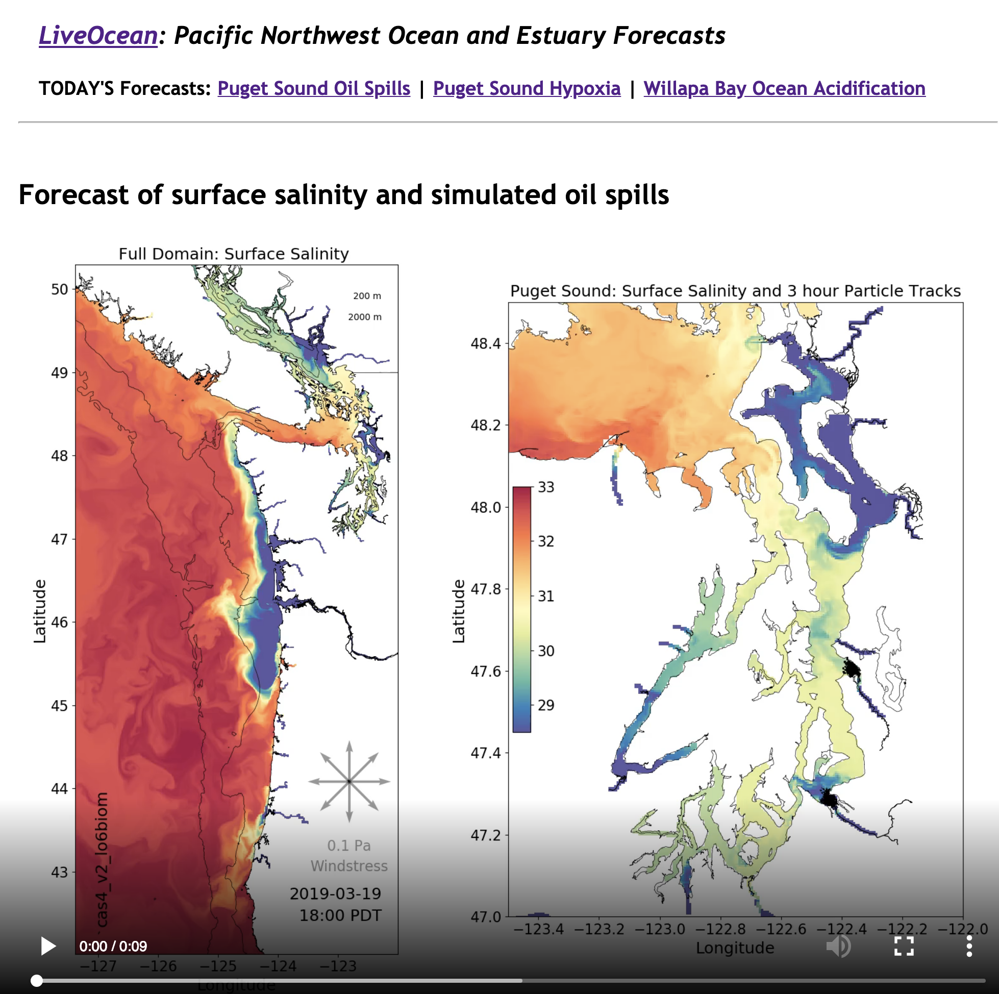 LiveOcean: Pacific Northwest Ocean and Estuary Forecasts
TODAY'S Forecasts: Puget Sound Oil Spills | Puget Sound Hypoxia | Willapa Bay Ocean Acidification
Forecast of surface salinity and simulated oil spills
Full Domain: Surface Salinity
200 m
2000 m
50
49
48
47
46
45
44
43
Latitude
cas4_v2_lo6biom
0.1 Pa
Windstress
2019-03-19
18:00 PDT
−127
−126
−125
−124
−123
Longitude
Puget Sound: Surface Salinity and 3 hour Particle Tracks
48.4
48.2
48.0
47.8
47.6
47.4
47.2
47.0
Latitude
33
32
31
30
29
−123.4
−123.2
−123.0
−122.8
−122.6
−122.4
−122.2
−122.0
Longitude
0:00 / 0:09